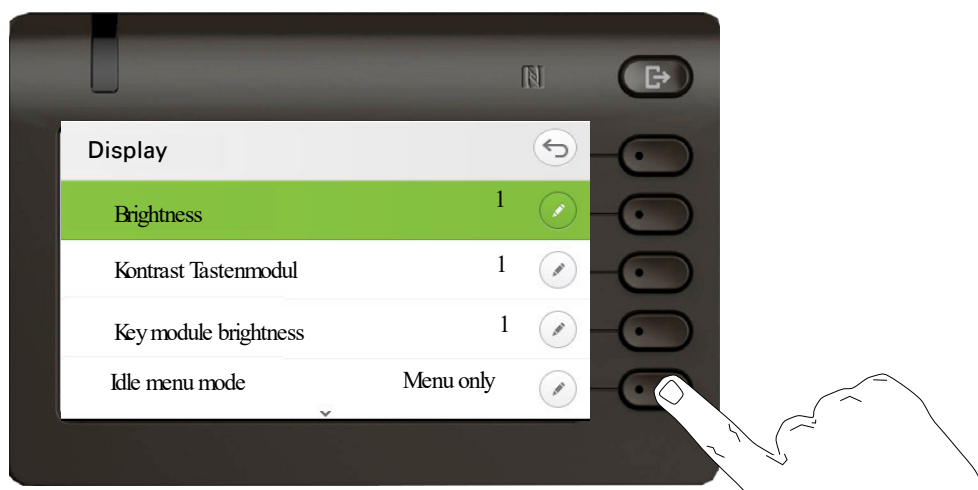 Display
Brightness 1
Kontrast Tastenmodul 1
Key module brightness 1
Idle menu mode Menu only